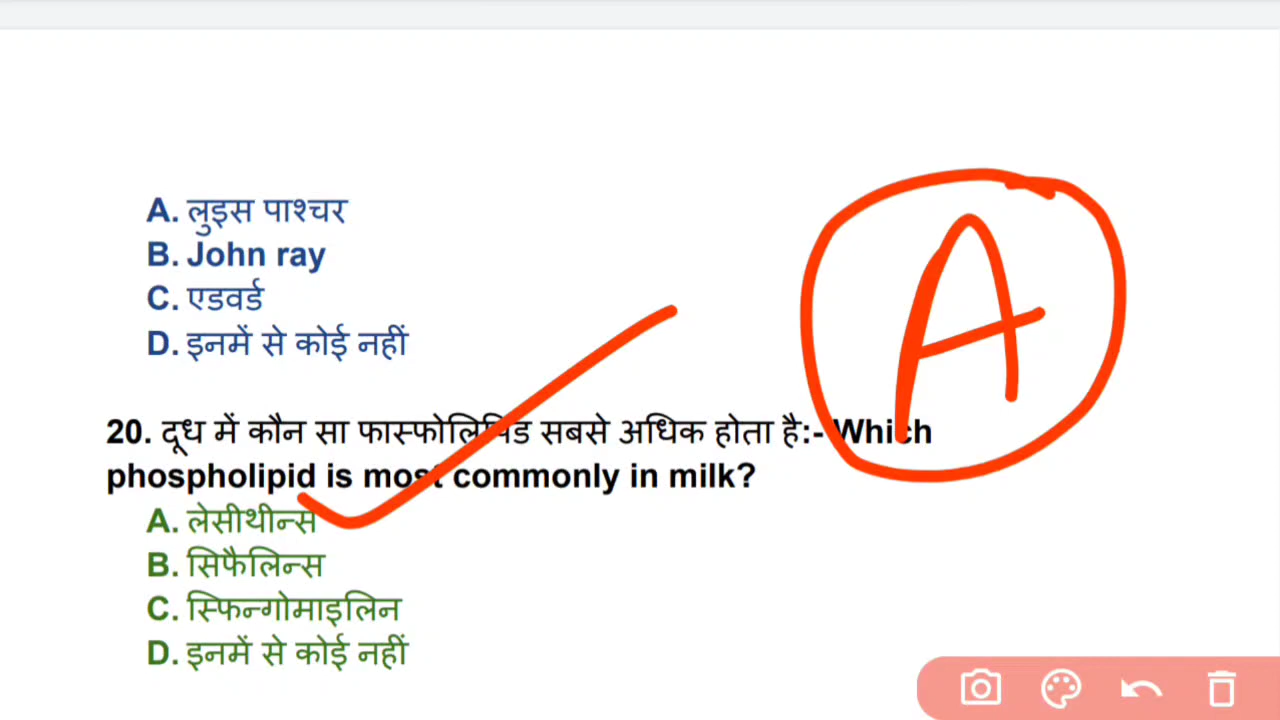 A. लुइस पाश्चर
B. John ray
C. एडवर्ड
D. इनमें से कोई नहीं
A
20. दूध में कौन सा फास्फोलिपिड सबसे अधिक होता है:- Which
phospholipid is most commonly in milk?
A. लेसीथीन्स
B. सिफैलिन्स
C. स्फिन्गोमाइलिन
D. इनमें से कोई नहीं